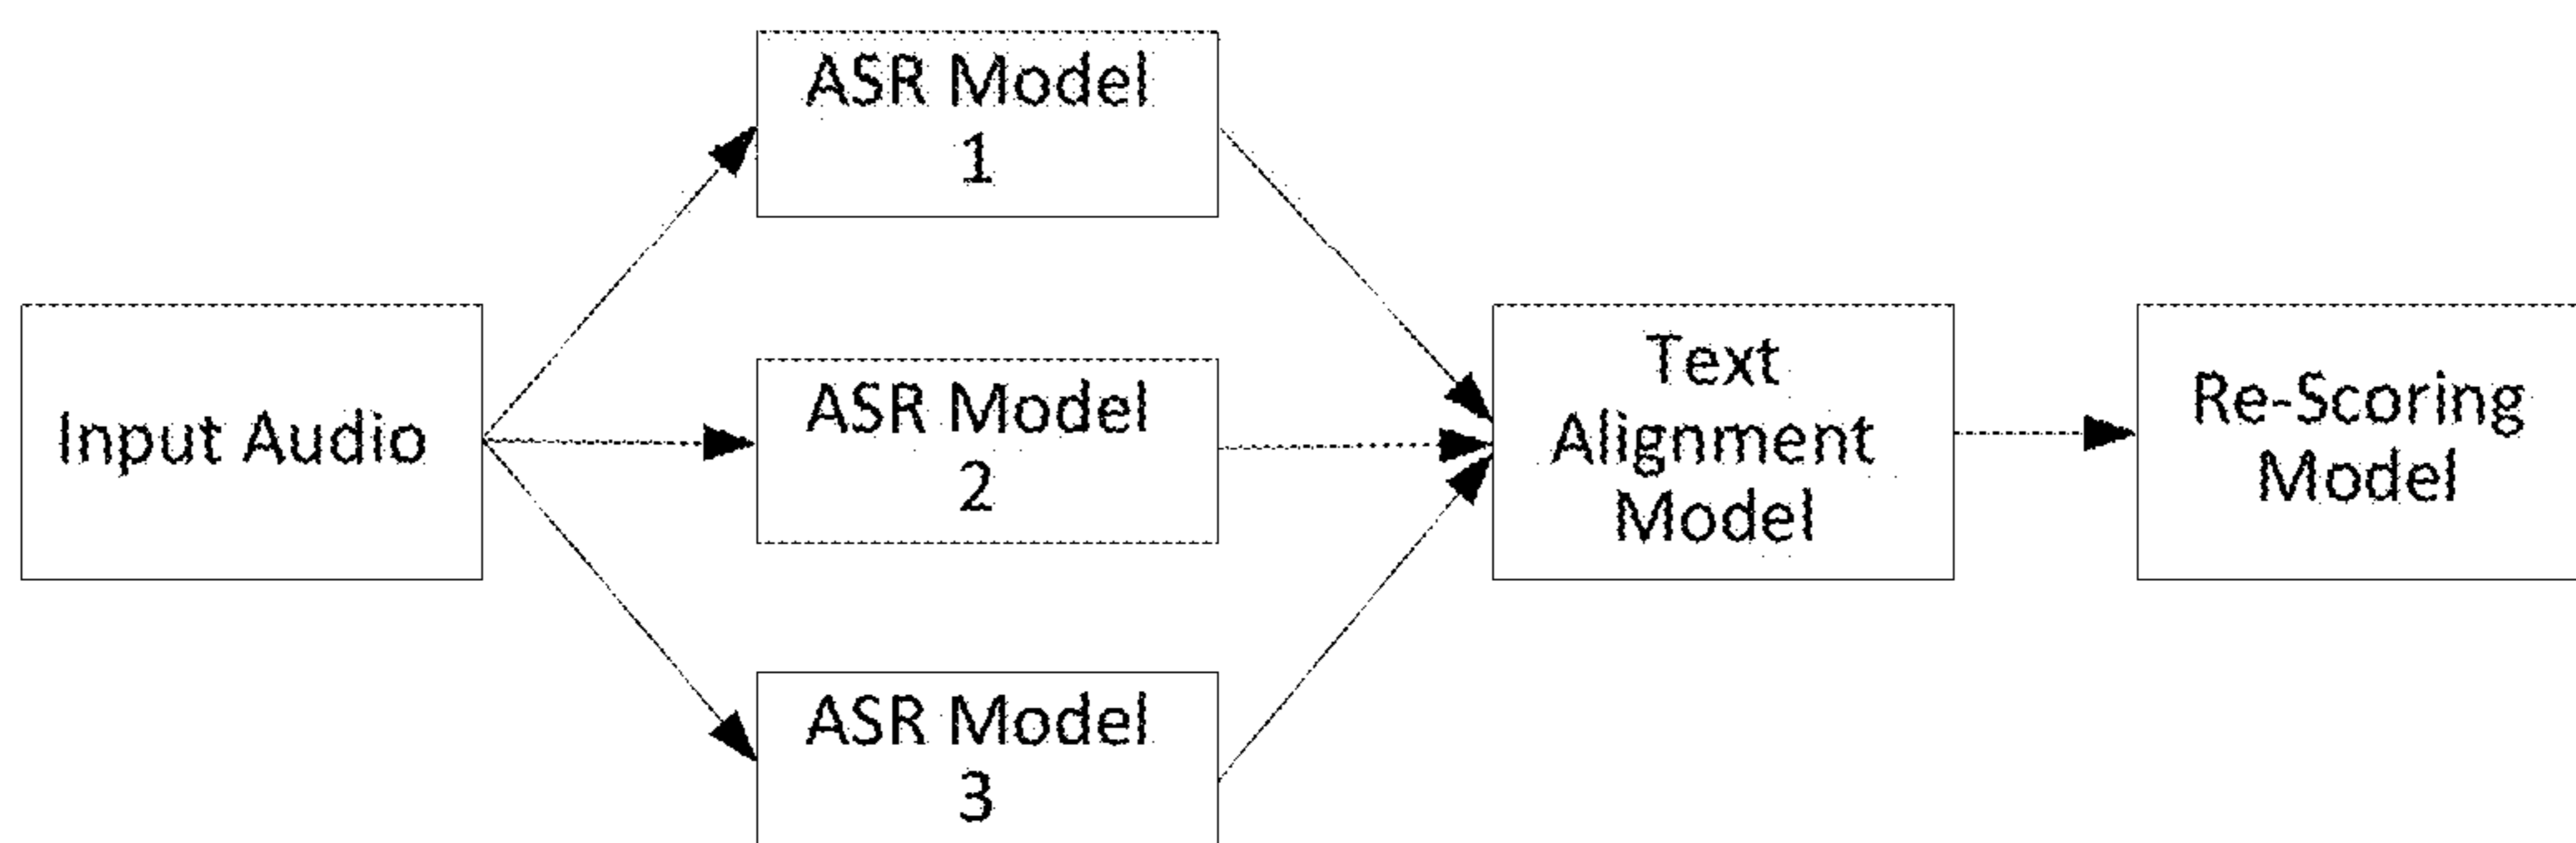 Input Audio
ASR Model
1
ASR Model
2
ASR Model
3
Text
Alignment
Model
Re-Scoring
Model